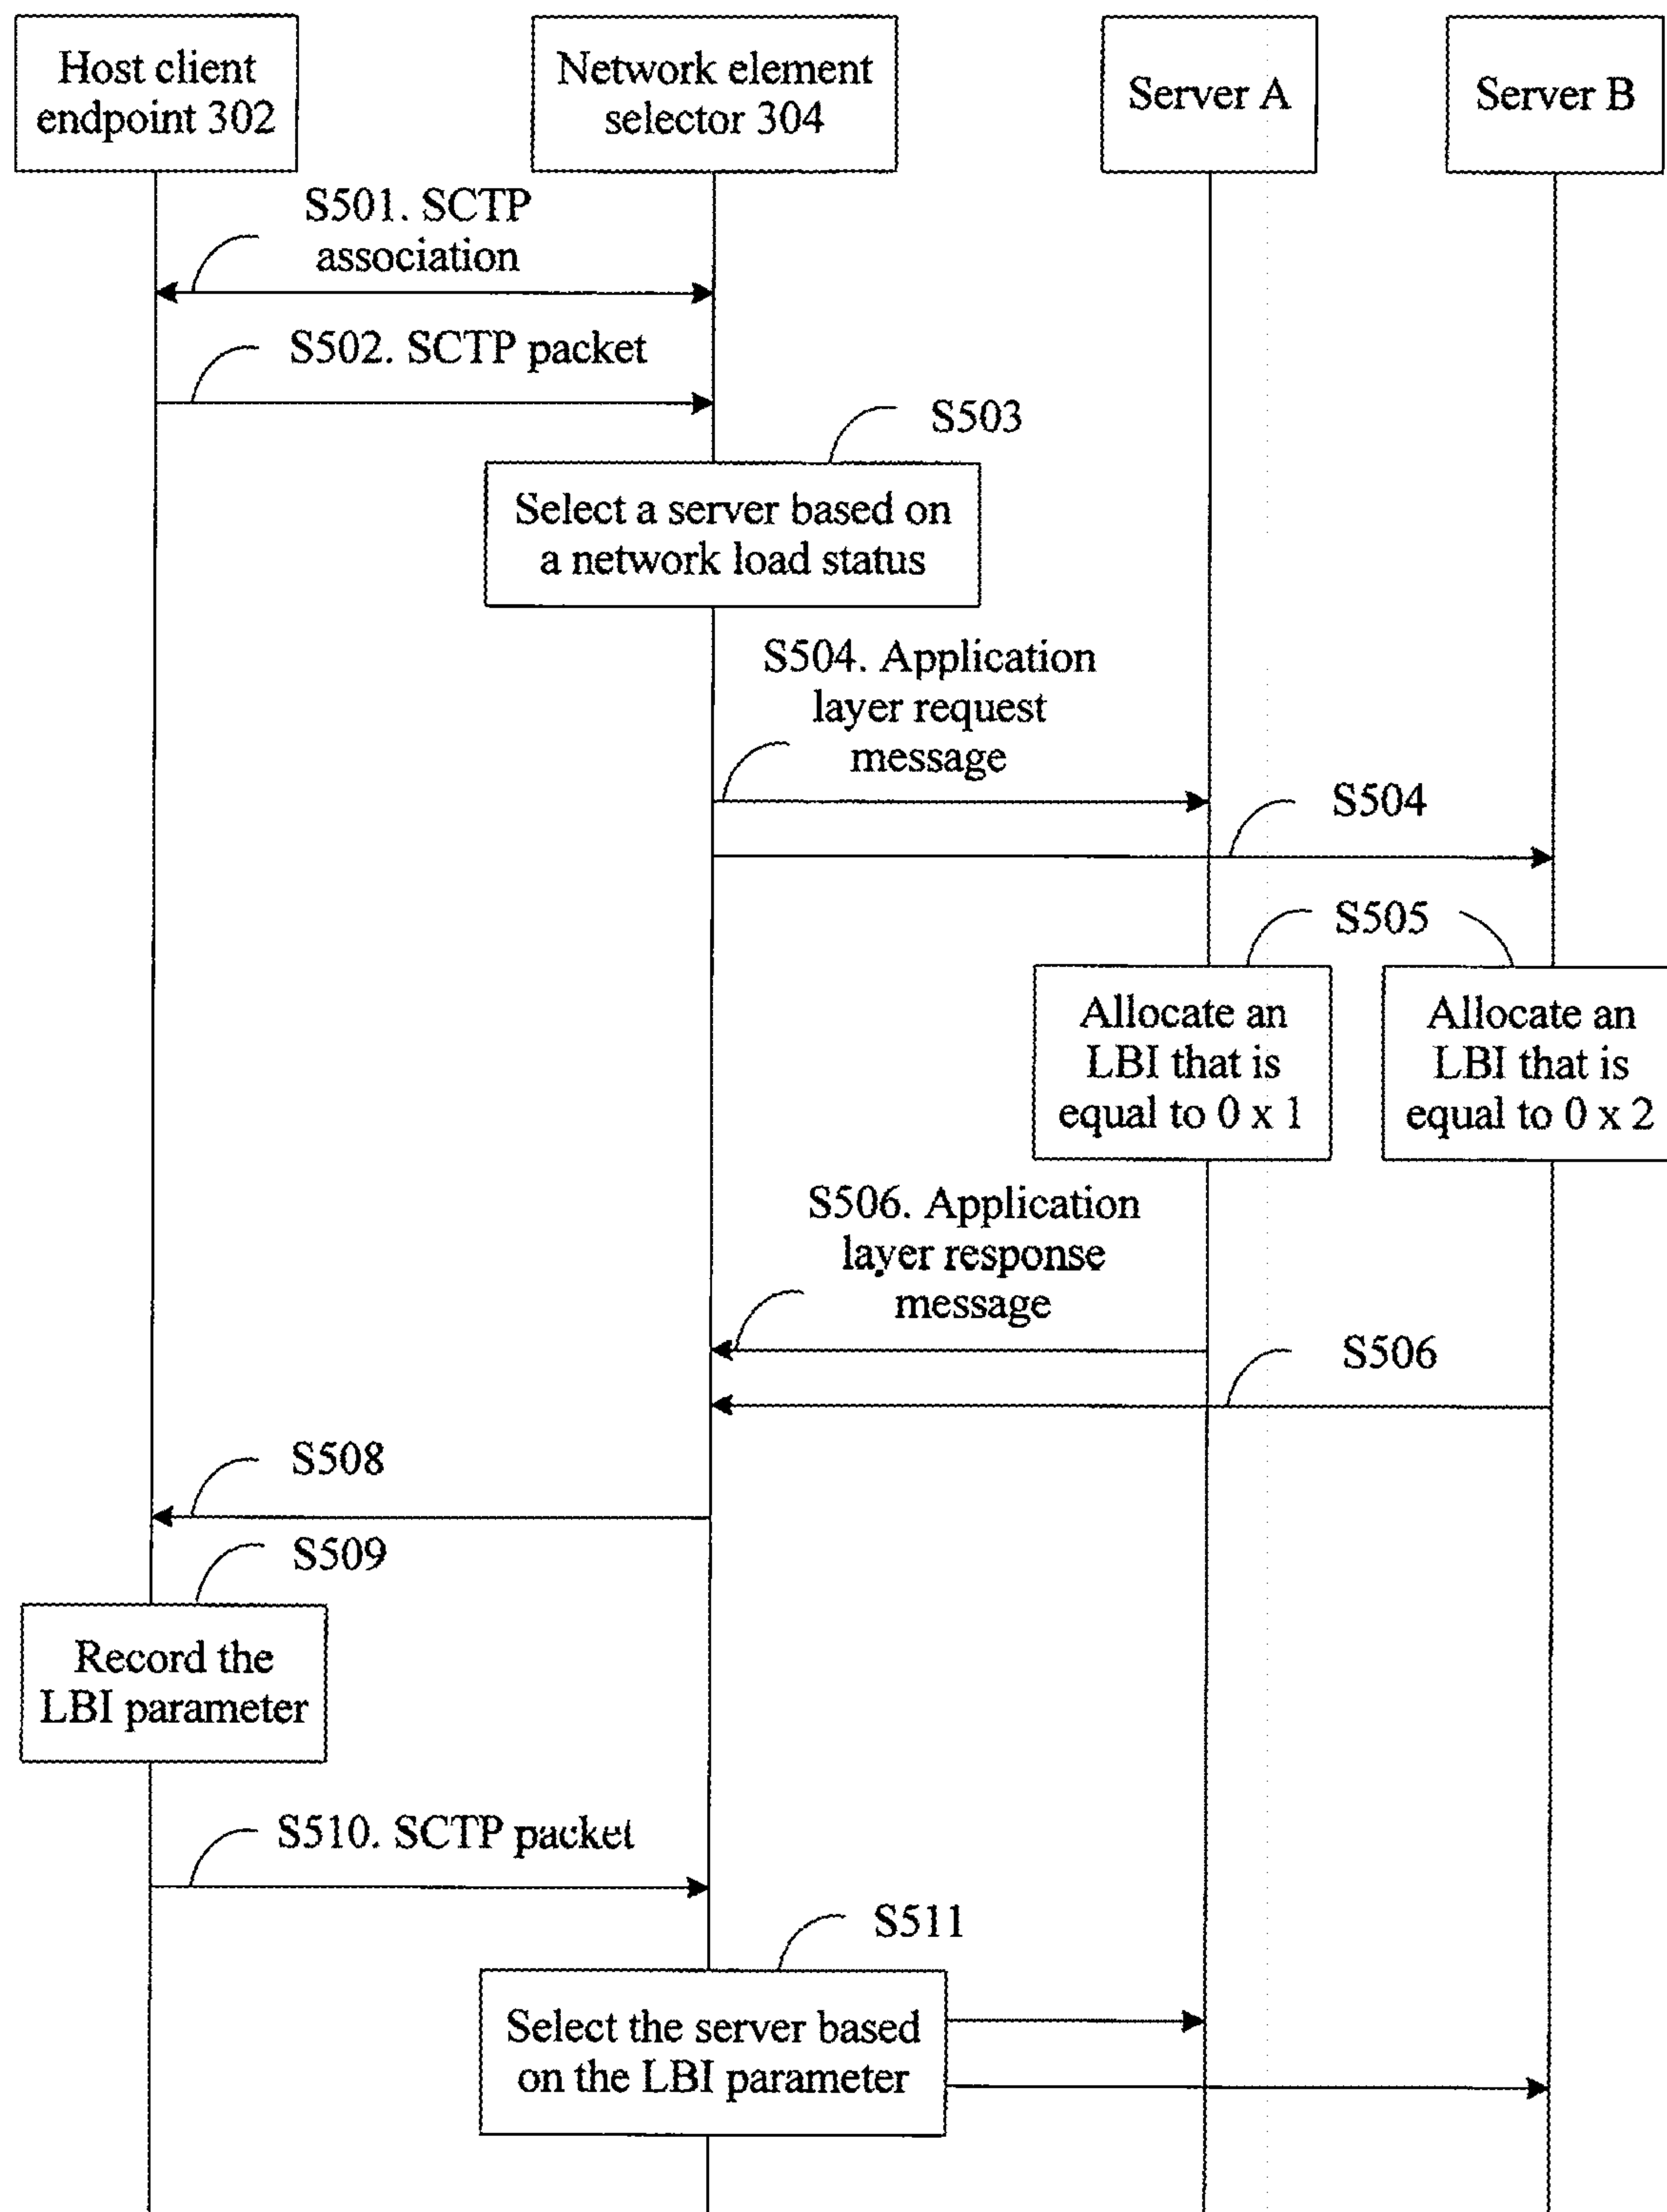 Host client
endpoint 302
Network element
selector 304
Server A
Server B
S501. SCTP
association
S502. SCTP packet
S503
Select a server based on
a network load status
S504. Application
layer request
message
S504
S505
Allocate an
LBI that is
equal to 0 x 1
Allocate an
LBI that is
equal to 0 x 2
S506. Application
layer response
message
S506
S508
S509
Record the
LBI parameter
S510. SCTP packet
S511
Select the server based
on the LBI parameter